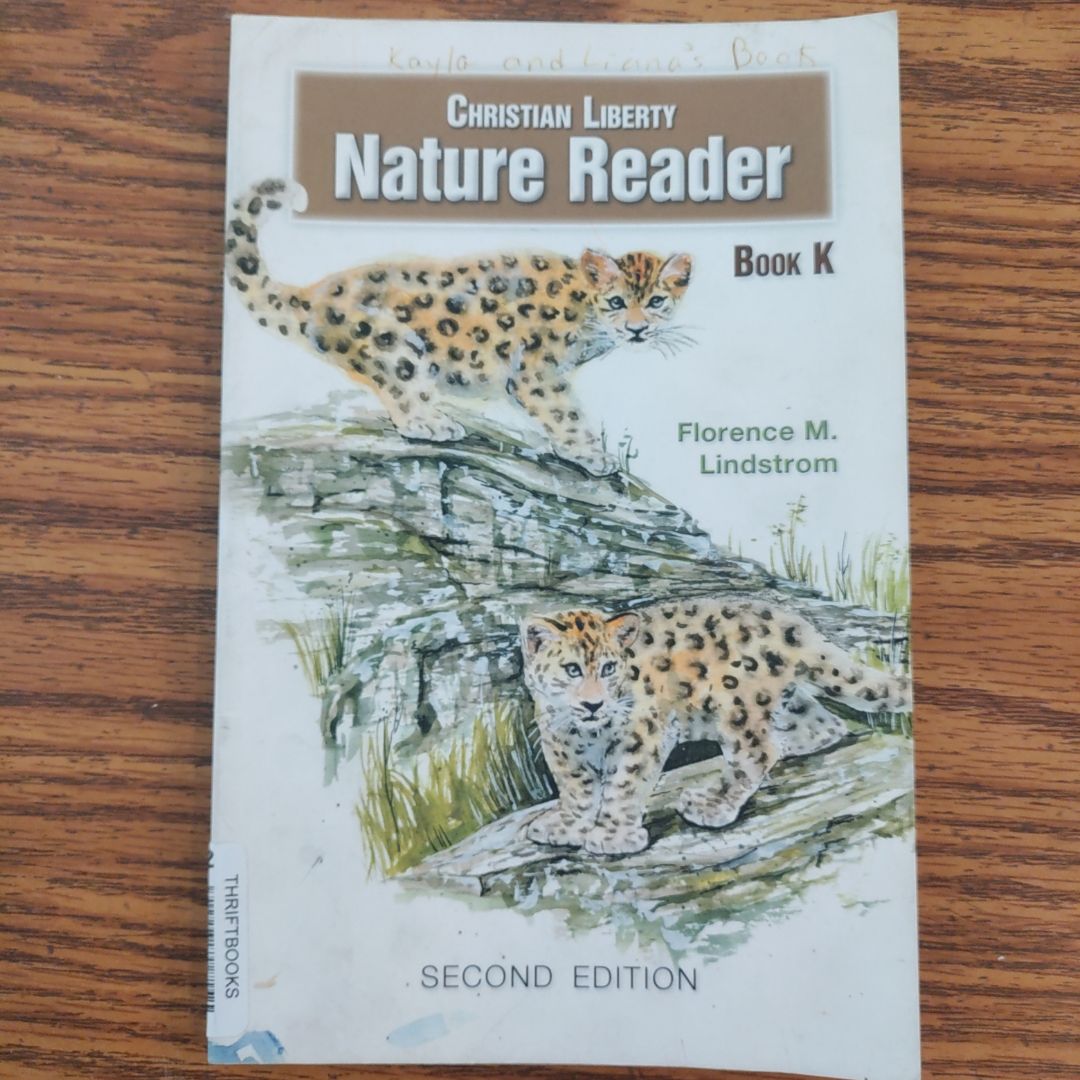 Kayla and Liana's Book
CHRISTIAN LIBERTY
Nature Reader
BOOK K
Florence M.
Lindstrom
THRIFTBOOKS
SECOND EDITION